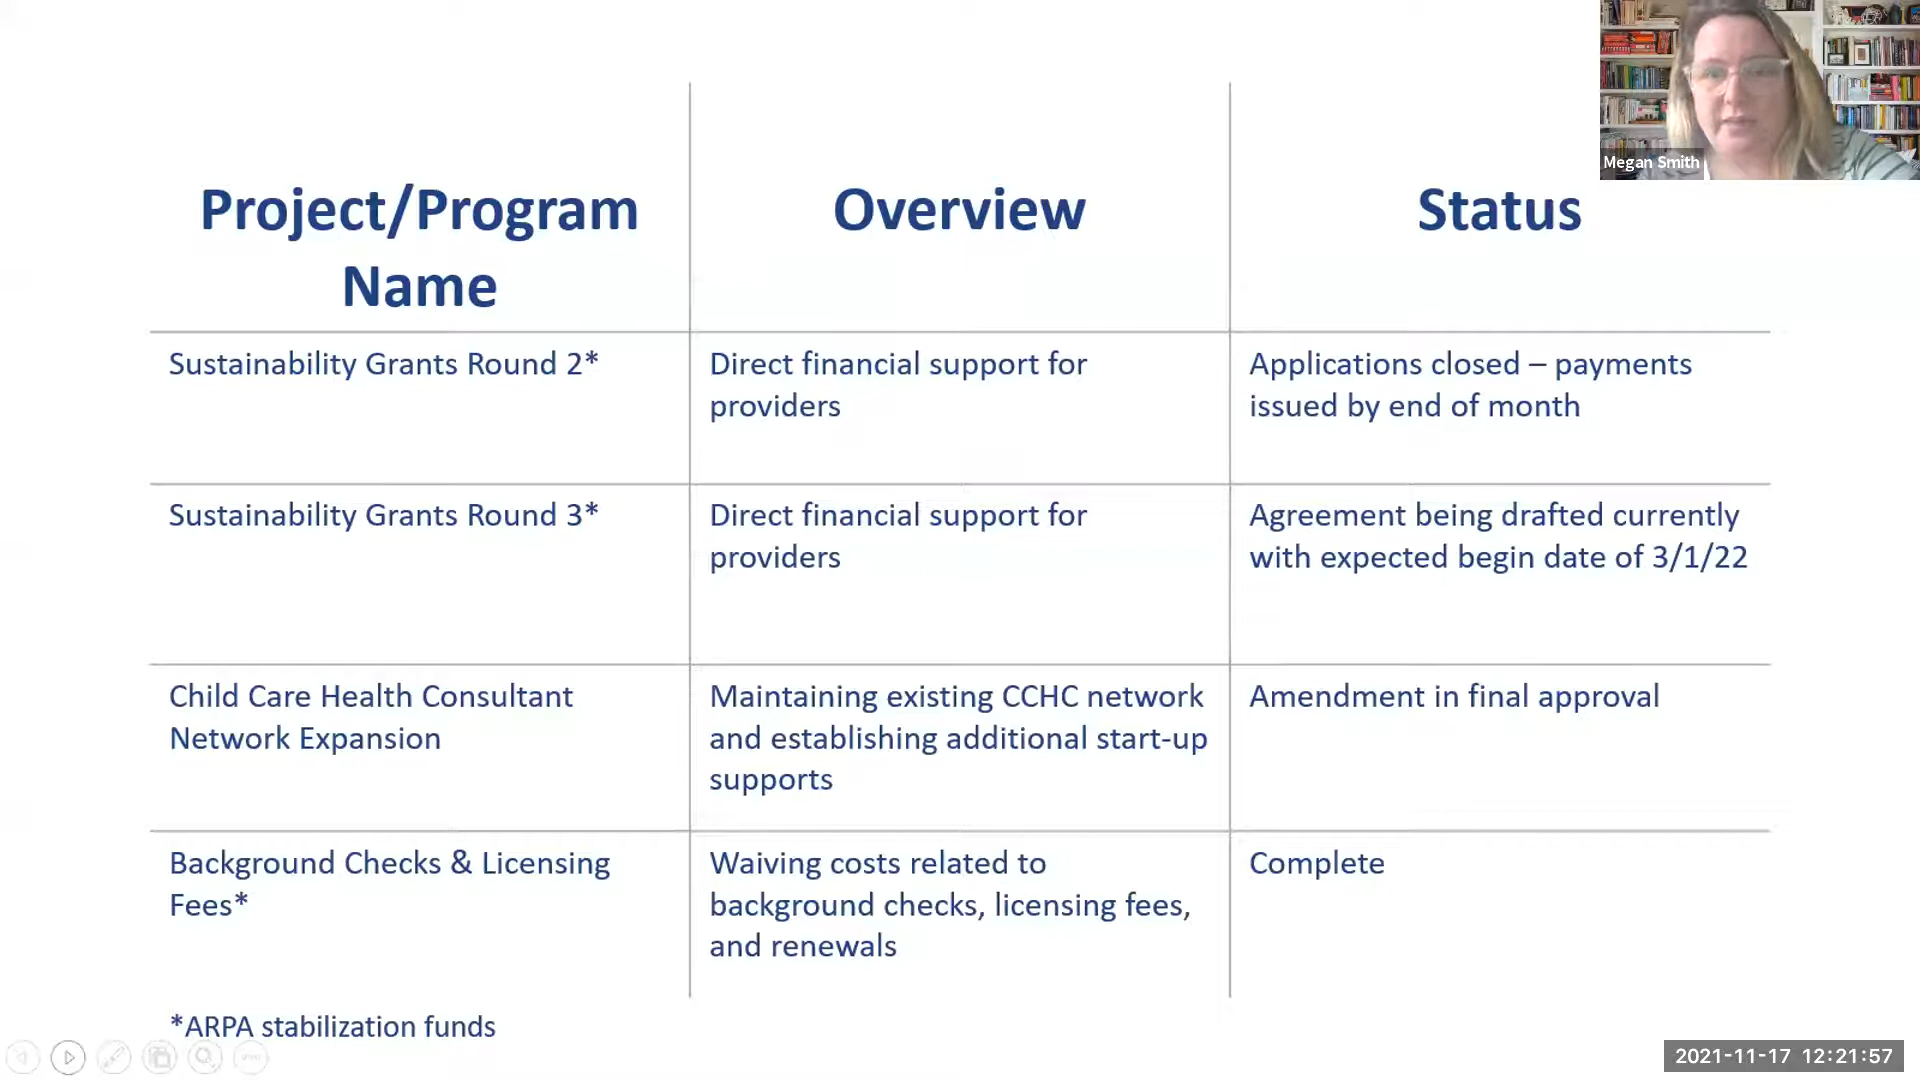 Megan Smith
Project/Program
Name
Overview
Status
Sustainability Grants Round 2*
Direct financial support for
providers
Applications closed – payments
issued by end of month
Sustainability Grants Round 3*
Direct financial support for
providers
Agreement being drafted currently
with expected begin date of 3/1/22
Child Care Health Consultant
Network Expansion
Maintaining existing CCHC network
and establishing additional start-up
supports
Amendment in final approval
Background Checks & Licensing
Fees*
Waiving costs related to
background checks, licensing fees,
and renewals
Complete
*ARPA stabilization funds
2021-11-17 12:21:57